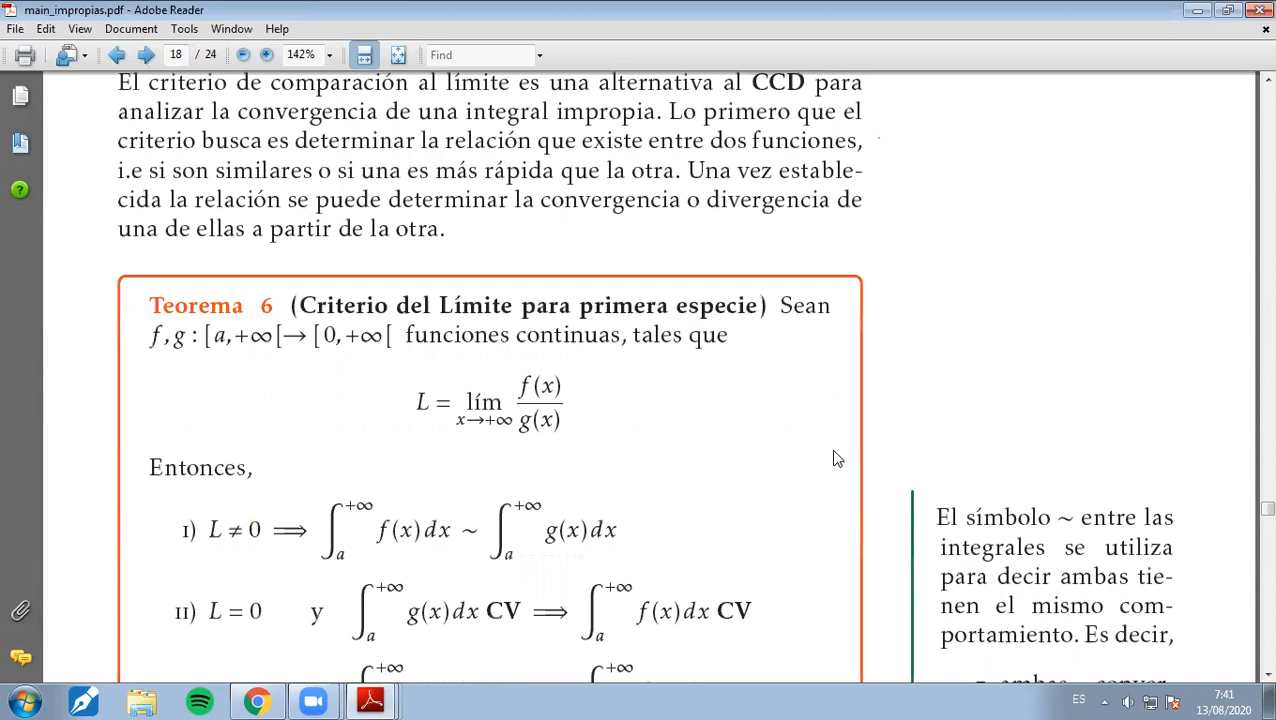 main_impropias.pdf - Adobe Reader
File Edit View Document Tools Window Help
18 / 24 142% Find
El criterio de comparación al límite es una alternativa al CCD para
analizar la convergencia de una integral impropia. Lo primero que el
criterio busca es determinar la relación que existe entre dos funciones,
i.e si son similares o si una es más rápida que la otra. Una vez estable-
cida la relación se puede determinar la convergencia o divergencia de
una de ellas a partir de la otra.
Teorema 6 (Criterio del Límite para primera especie) Sean
f, g : [a, +∞[→ [0, +∞[ funciones continuas, tales que
L = lím x→+∞ f(x)/g(x)
Entonces,
I) L ≠ 0 ⟹ ∫_a^{+∞} f(x)dx ~ ∫_a^{+∞} g(x)dx
II) L = 0 y ∫_a^{+∞} g(x)dx CV ⟹ ∫_a^{+∞} f(x)dx CV
+∞ +∞
El símbolo ~ entre las
integrales se utiliza
para decir ambas tie-
nen el mismo com-
portamiento. Es decir,
ES 7:41
13/08/2020